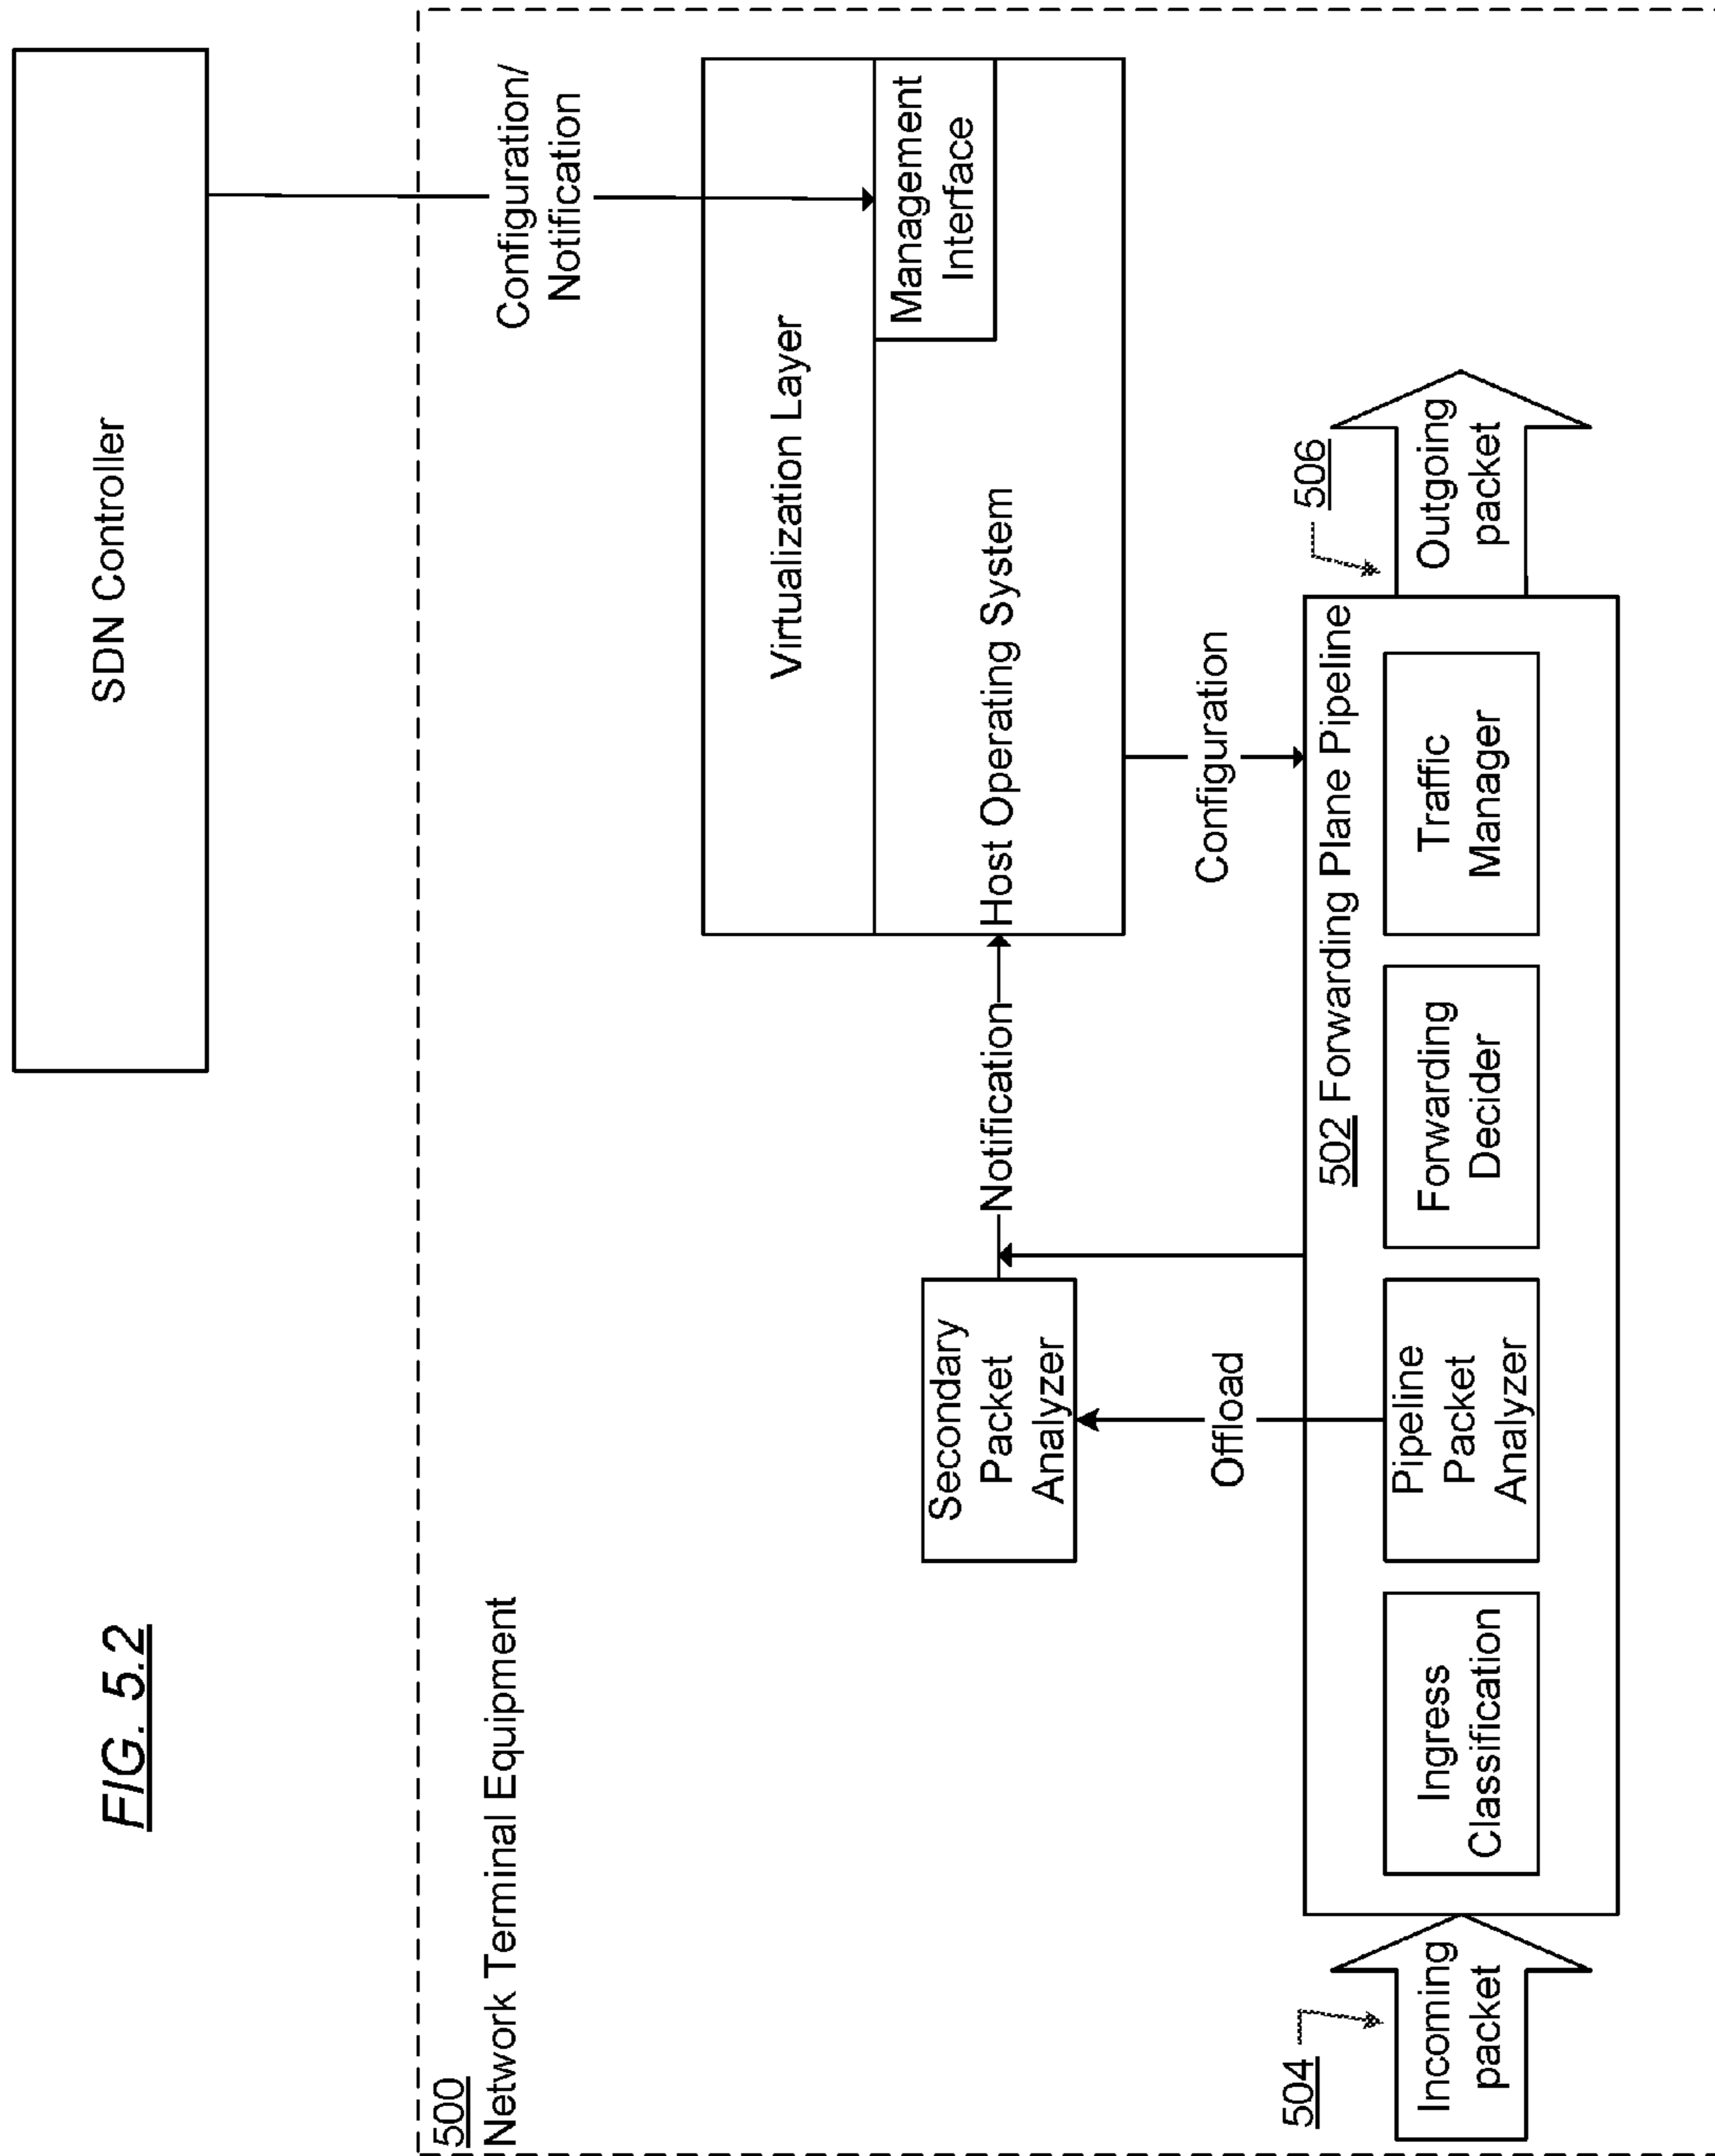 FIG. 5.2
SDN Controller
500
Network Terminal Equipment
Configuration/
Notification
Virtualization Layer
Management
Interface
Host Operating System
Secondary
Packet
Analyzer
Notification
Offload
Configuration
502 Forwarding Plane Pipeline
504
Incoming
packet
Ingress
Classification
Pipeline
Packet
Analyzer
Forwarding
Decider
Traffic
Manager
506
Outgoing
packet